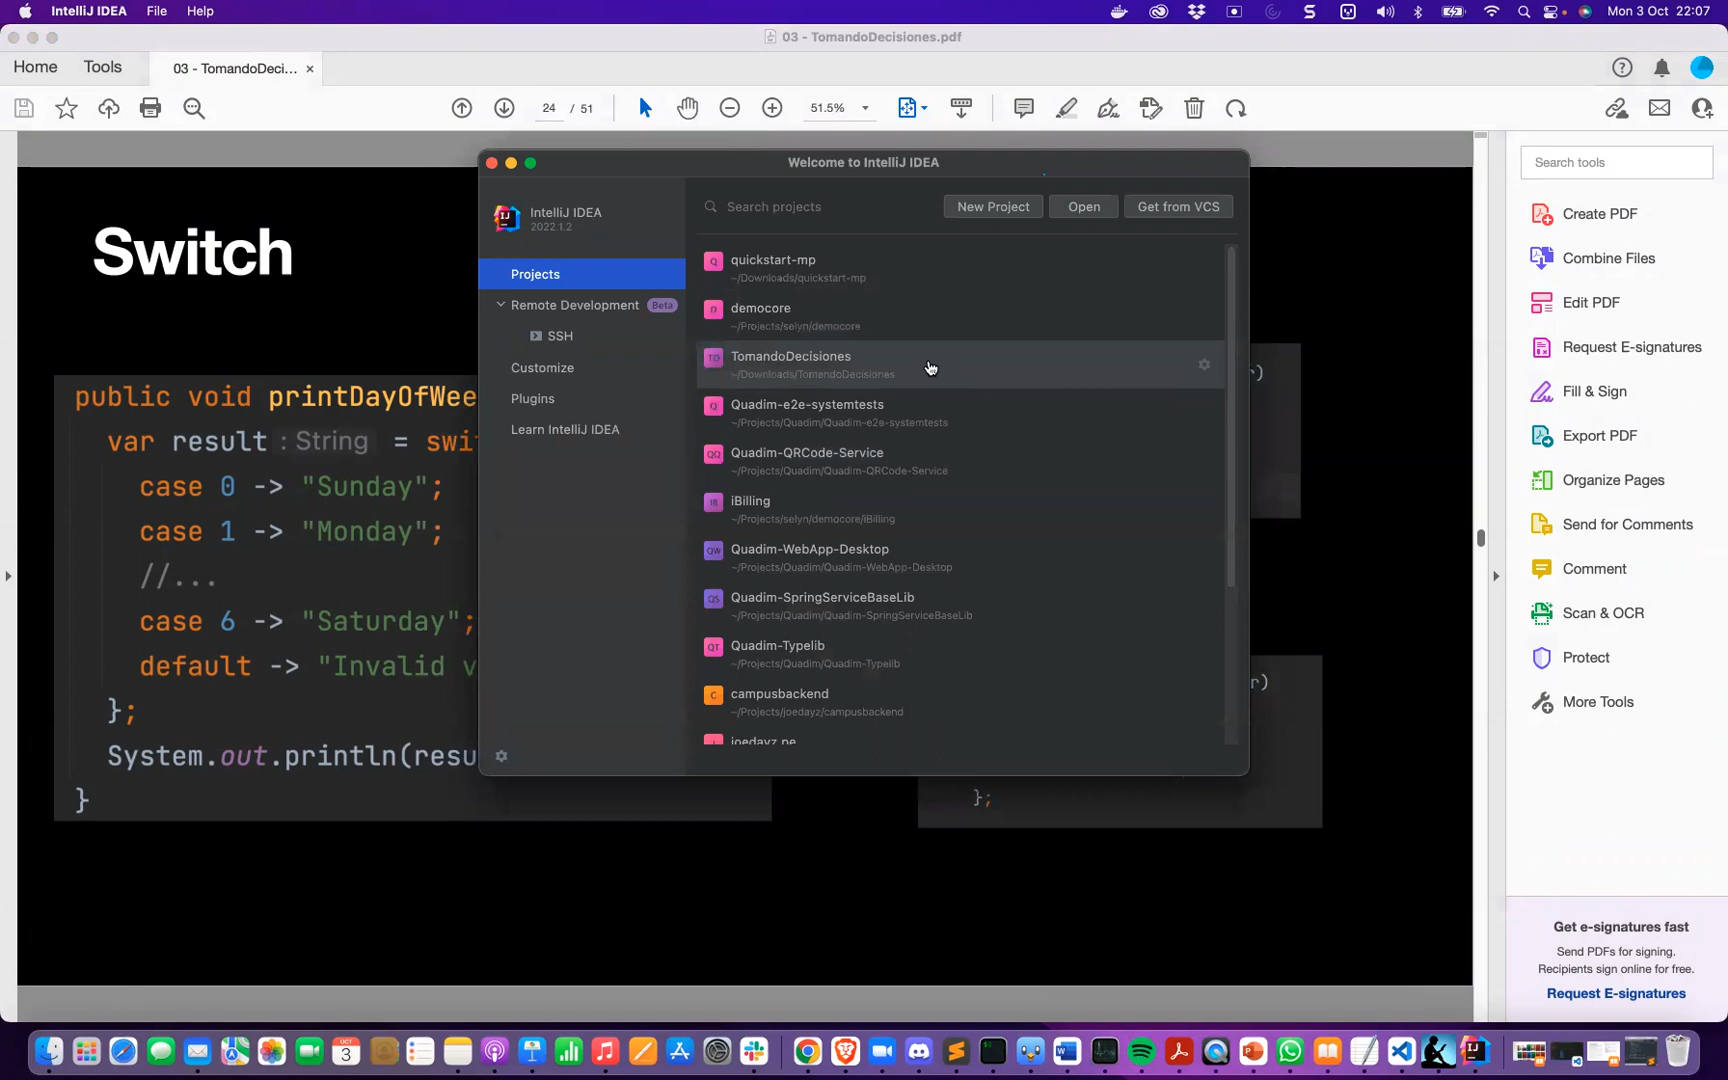 IntelliJ IDEA File Help Mon 3 Oct 22:07
03 - TomandoDecisiones.pdf
Home Tools 03 - TomandoDeci... ×
24 / 51 51.5%
Welcome to IntelliJ IDEA
IntelliJ IDEA
2022.1.2
Projects
Remote Development Beta
SSH
Customize
Plugins
Learn IntelliJ IDEA
Search projects New Project Open Get from VCS
quickstart-mp
~/Downloads/quickstart-mp
democore
~/Projects/selyn/democore
TomandoDecisiones
~/Downloads/TomandoDecisiones
Quadim-e2e-systemtests
~/Projects/Quadim/Quadim-e2e-systemtests
Quadim-QRCode-Service
~/Projects/Quadim/Quadim-QRCode-Service
iBilling
~/Projects/selyn/democore/iBilling
Quadim-WebApp-Desktop
~/Projects/Quadim/Quadim-WebApp-Desktop
Quadim-SpringServiceBaseLib
~/Projects/Quadim/Quadim-SpringServiceBaseLib
Quadim-Typelib
~/Projects/Quadim/Quadim-Typelib
campusbackend
~/Projects/joedayz/campusbackend
joedayz.pe
Switch
public void printDayOfWee
var result : String = swi
case 0 -> "Sunday";
case 1 -> "Monday";
//...
case 6 -> "Saturday";
default -> "Invalid v
};
System.out.println(resu
}
};
Search tools
Create PDF
Combine Files
Edit PDF
Request E-signatures
Fill & Sign
Export PDF
Organize Pages
Send for Comments
Comment
Scan & OCR
Protect
More Tools
Get e-signatures fast
Send PDFs for signing.
Recipients sign online for free.
Request E-signatures